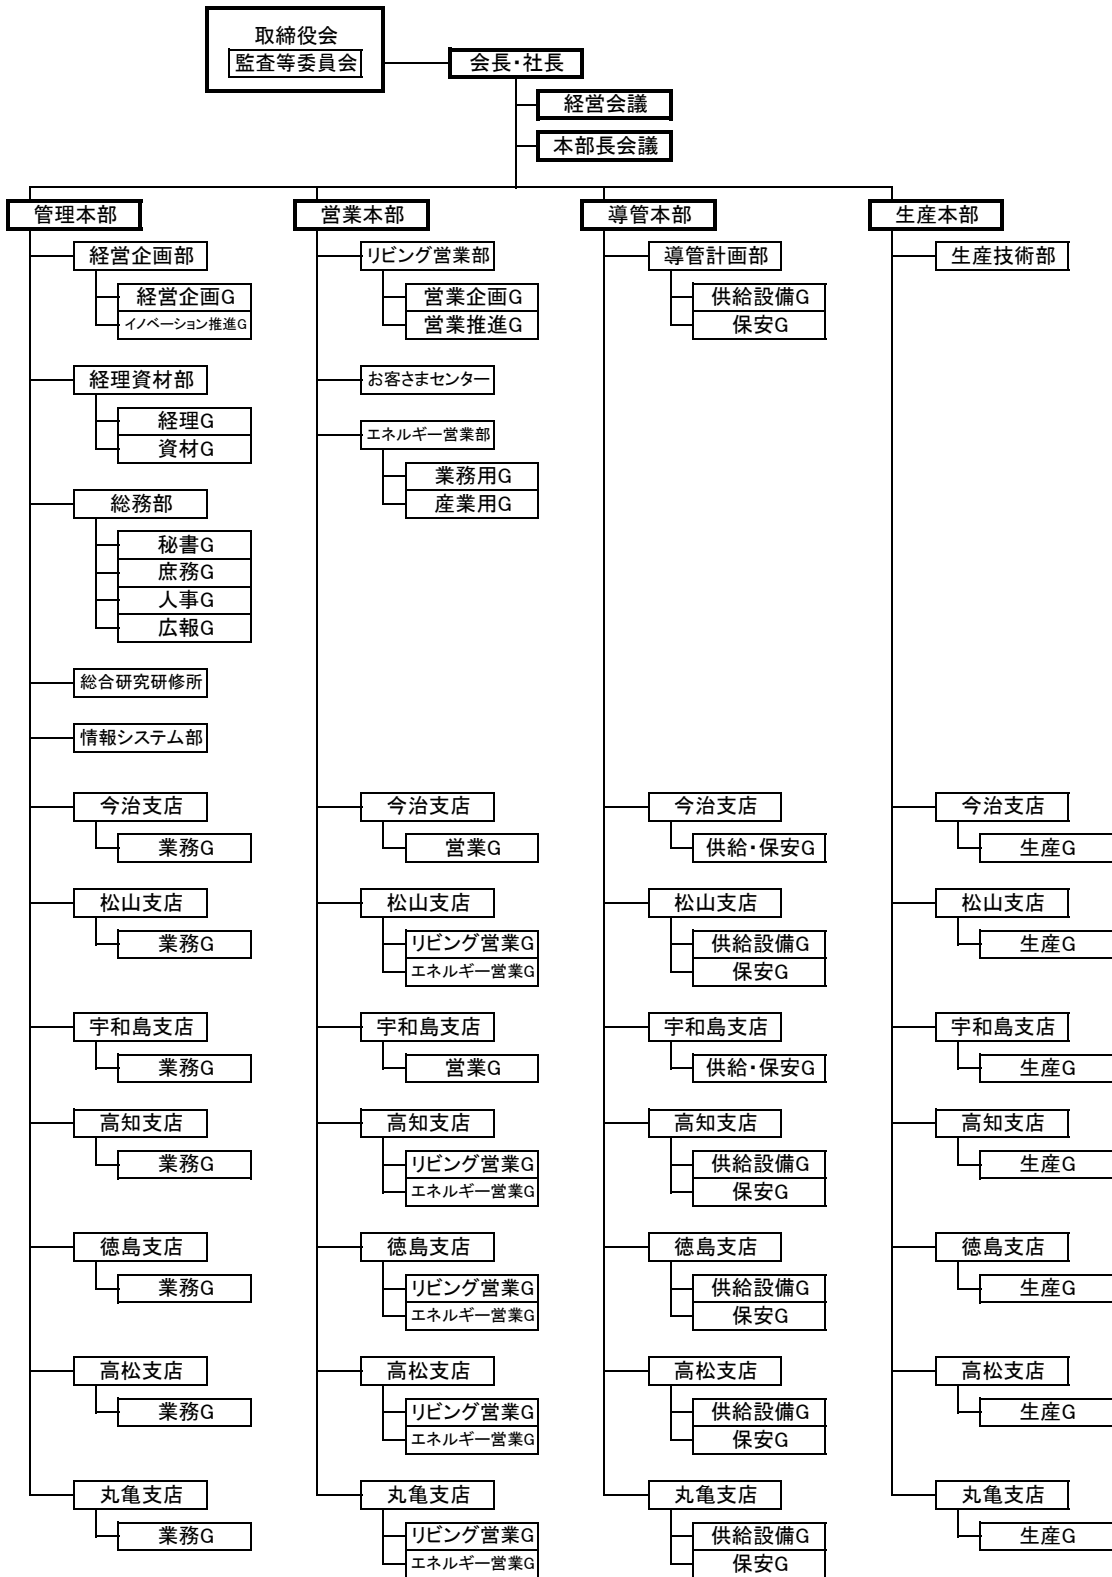 取締役会
監査等委員会
会長・社長
経営会議
本部長会議
管理本部
経営企画部
経営企画G
イノベーション推進G
経理資材部
経理G
資材G
総務部
秘書G
庶務G
人事G
広報G
総合研究研修所
情報システム部
今治支店
業務G
松山支店
業務G
宇和島支店
業務G
高知支店
業務G
徳島支店
業務G
高松支店
業務G
丸亀支店
業務G
営業本部
リビング営業部
営業企画G
営業推進G
お客さまセンター
エネルギー営業部
業務用G
産業用G
今治支店
営業G
松山支店
リビング営業G
エネルギー営業G
宇和島支店
営業G
高知支店
リビング営業G
エネルギー営業G
徳島支店
リビング営業G
エネルギー営業G
高松支店
リビング営業G
エネルギー営業G
丸亀支店
リビング営業G
エネルギー営業G
導管本部
導管計画部
供給設備G
保安G
今治支店
供給・保安G
松山支店
供給設備G
保安G
宇和島支店
供給・保安G
高知支店
供給設備G
保安G
徳島支店
供給設備G
保安G
高松支店
供給設備G
保安G
丸亀支店
供給設備G
保安G
生産本部
生産技術部
今治支店
生産G
松山支店
生産G
宇和島支店
生産G
高知支店
生産G
徳島支店
生産G
高松支店
生産G
丸亀支店
生産G